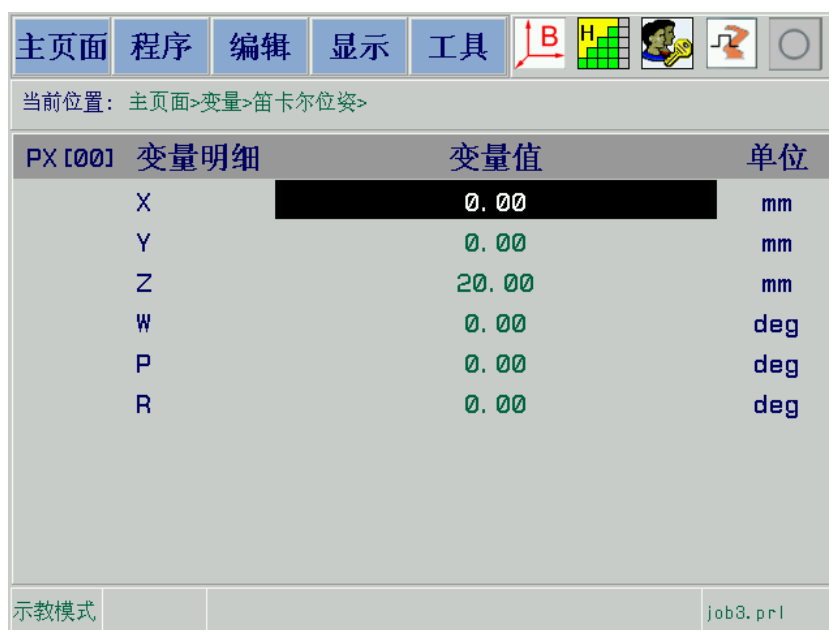 主页面 程序 编辑 显示 工具 B H
当前位置: 主页面>变量>笛卡尔位姿>
PX[00] 变量明细 变量值 单位
X 0.00 mm
Y 0.00 mm
Z 20.00 mm
W 0.00 deg
P 0.00 deg
R 0.00 deg
示教模式 job3.prl